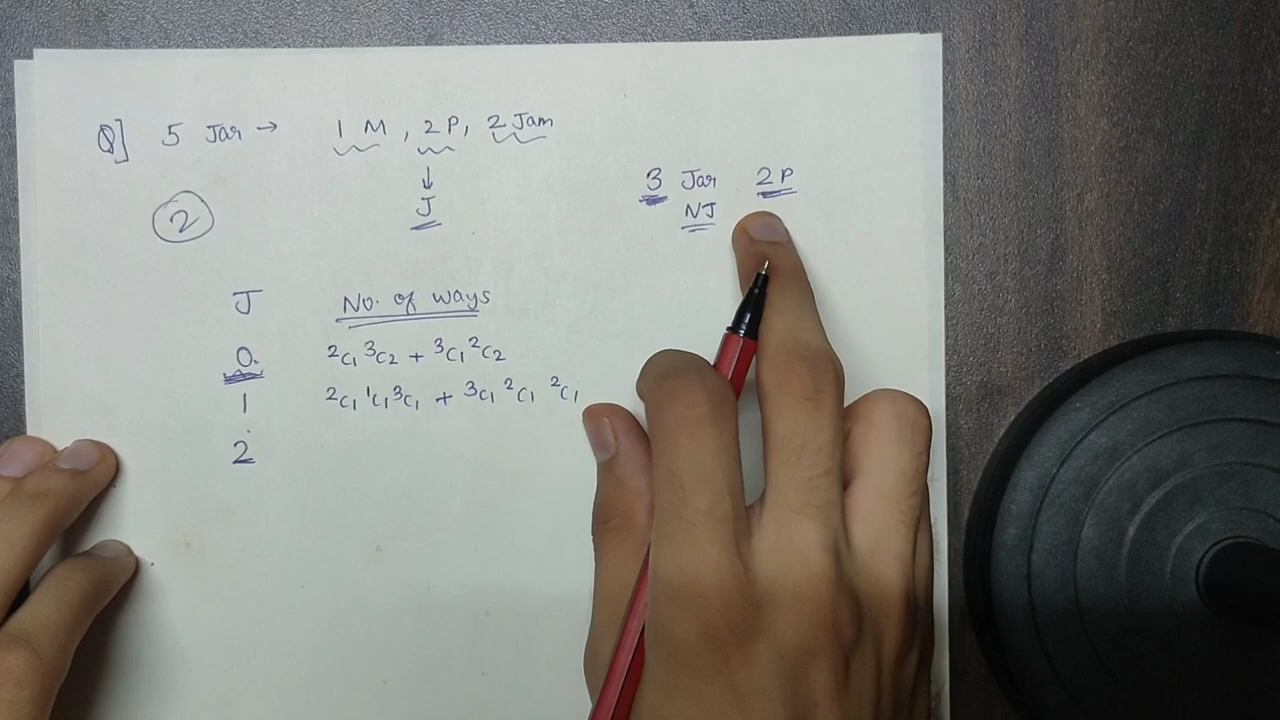 Q] 5 Jar → 1 M , 2 P, 2 Jam
↓
J
2
3 Jar 2 P
NJ
J No. of ways
0. ²C₁ ³C₂ + ³C₁ ²C₂
1 ²C₁ ¹C₁ ³C₁ + ³C₁ ²C₁ ²C₁
2